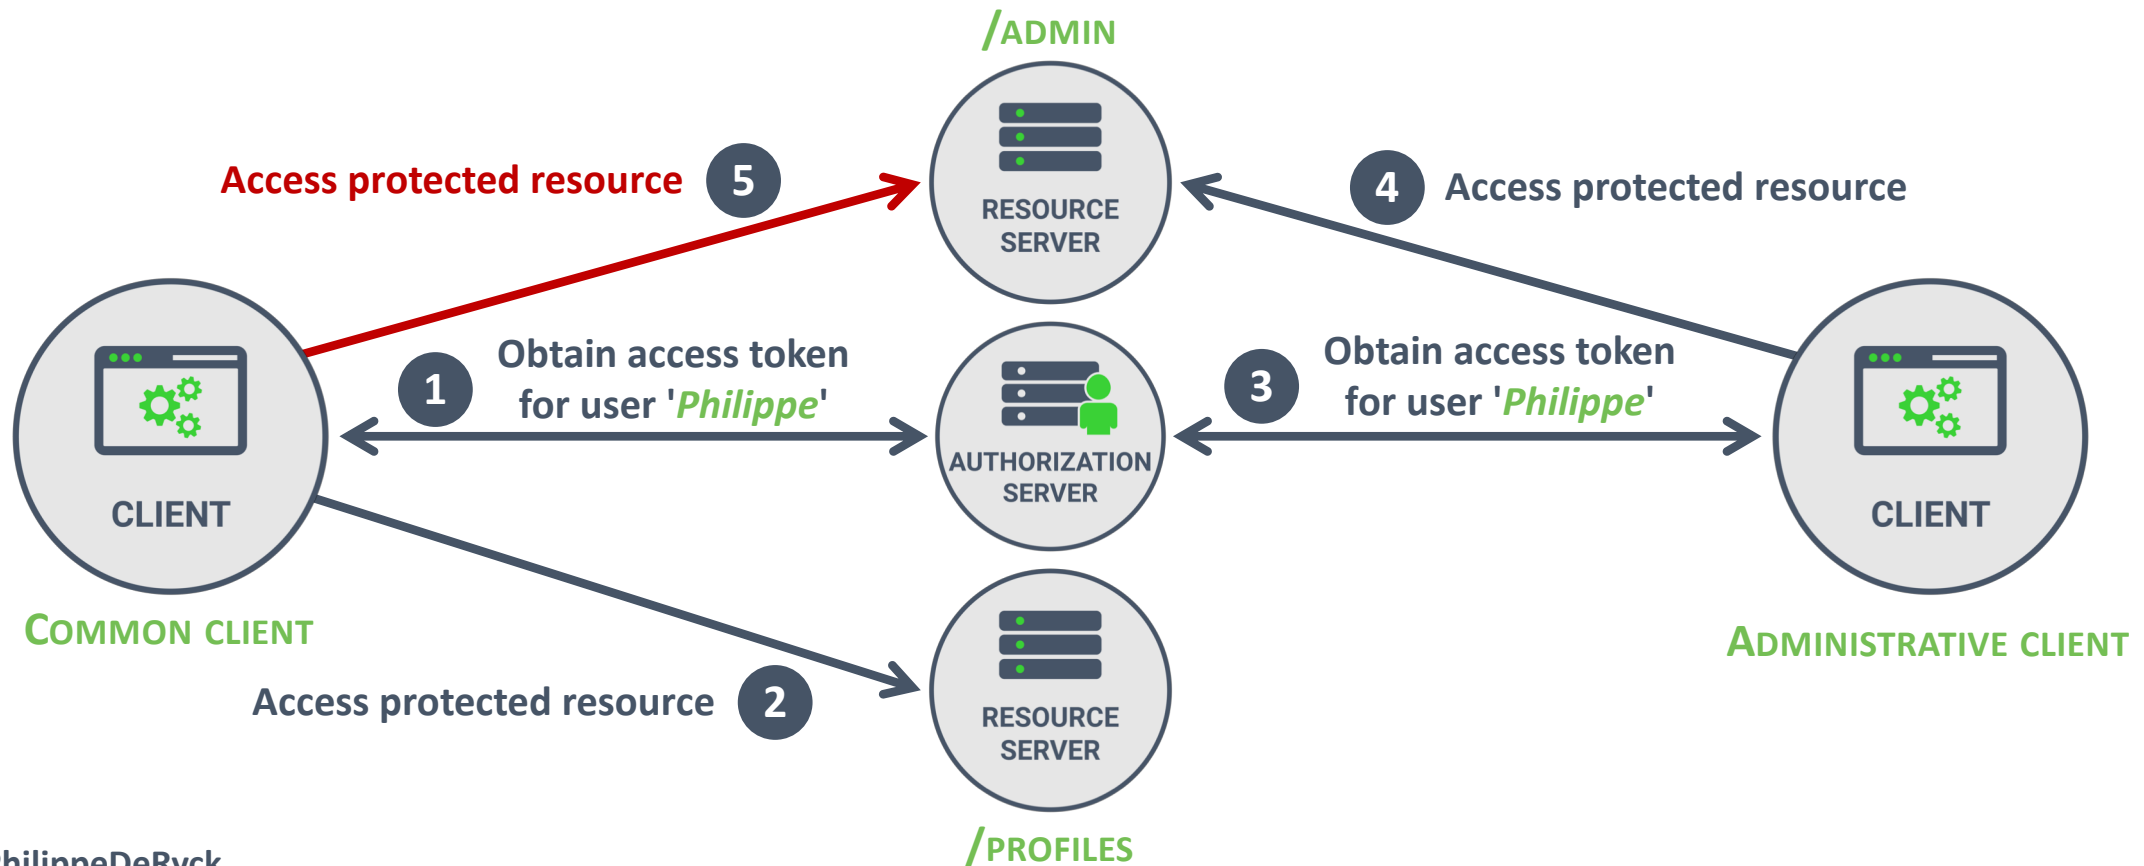 /ADMIN
Access protected resource 5
4 Access protected resource
RESOURCE
SERVER
1 Obtain access token
for user 'Philippe'
3 Obtain access token
for user 'Philippe'
AUTHORIZATION
SERVER
CLIENT
CLIENT
COMMON CLIENT
ADMINISTRATIVE CLIENT
Access protected resource 2
RESOURCE
SERVER
/PROFILES
PhilippeDeRyck